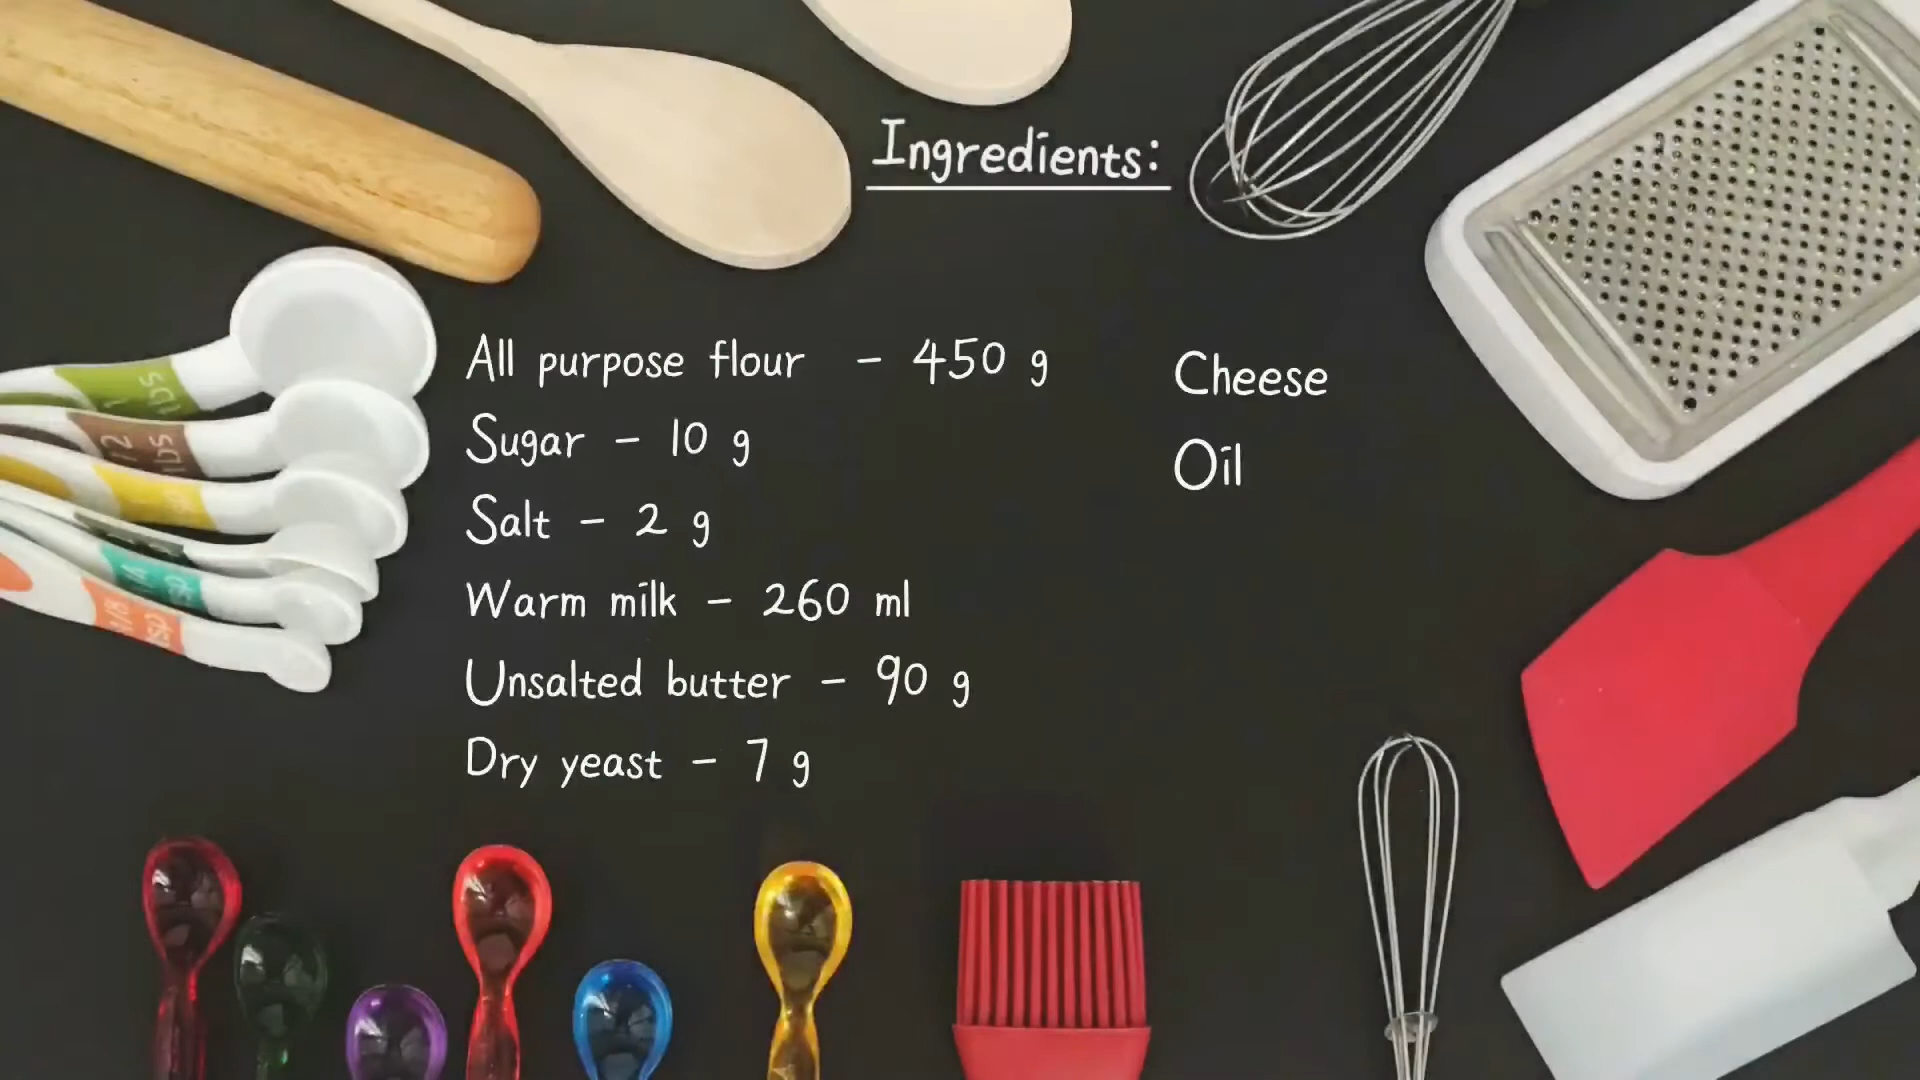 Ingredients:
All purpose flour – 450 g
Sugar – 10 g
Salt – 2 g
Warm milk – 260 ml
Unsalted butter – 90 g
Dry yeast – 7 g
Cheese
Oil